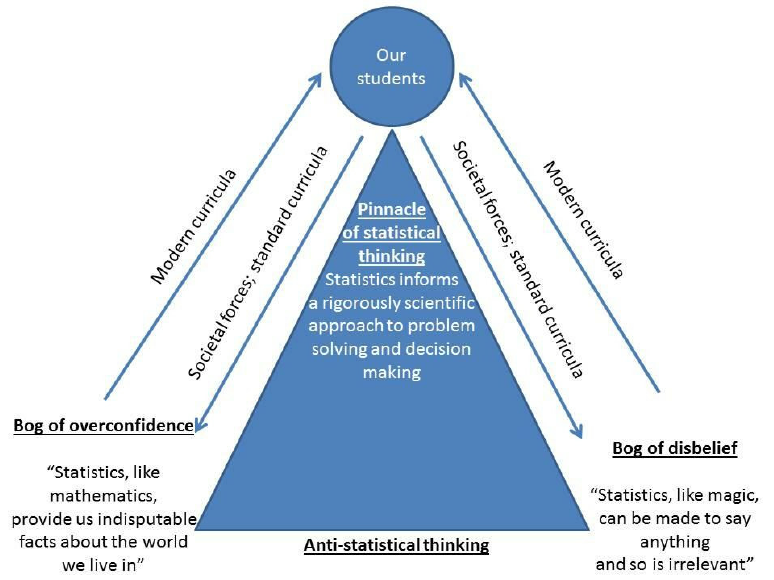 Our
students
Modern curricula
Societal forces; standard curricula
Pinnacle
of statistical
thinking
Statistics informs
a rigorously scientific
approach to problem
solving and decision
making
Societal forces; standard curricula
Modern curricula
Bog of overconfidence
“Statistics, like
mathematics,
provide us indisputable
facts about the world
we live in”
Anti-statistical thinking
Bog of disbelief
“Statistics, like magic,
can be made to say
anything
and so is irrelevant”